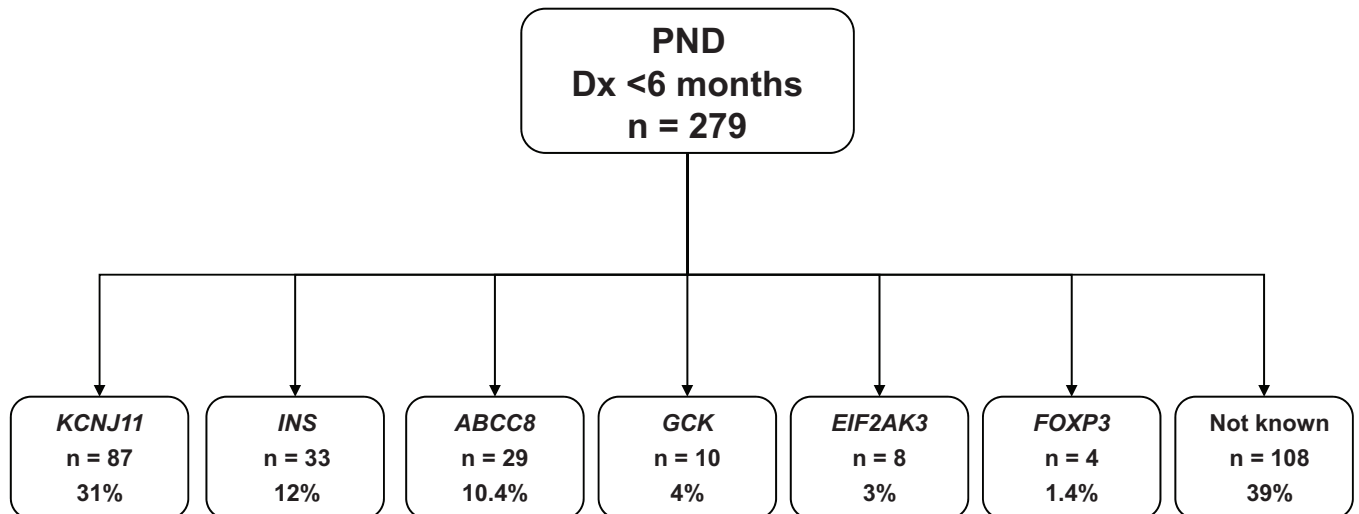 PND
Dx <6 months
n = 279
KCNJ11
n = 87
31%
INS
n = 33
12%
ABCC8
n = 29
10.4%
GCK
n = 10
4%
EIF2AK3
n = 8
3%
FOXP3
n = 4
1.4%
Not known
n = 108
39%